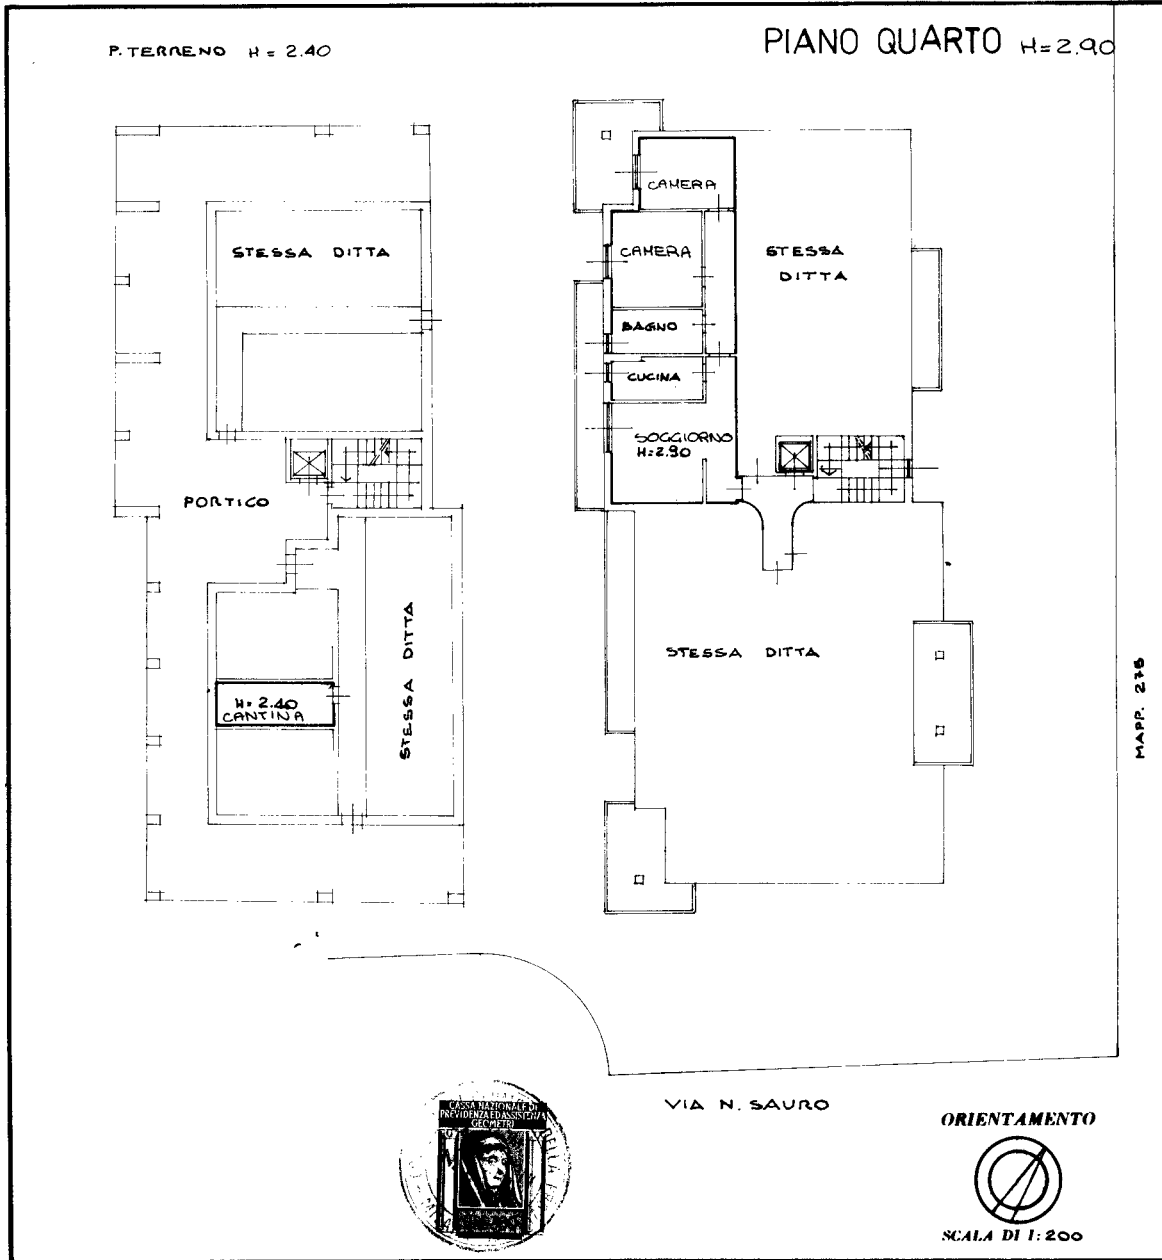 P. TERRENO H = 2.40
PIANO QUARTO H=2.90
STESSA DITTA
PORTICO
H= 2.40
CANTINA
STESSA DITTA
CAMERA
CAMERA
BAGNO
CUCINA
SOGGIORNO
H=2.90
STESSA
DITTA
STESSA DITTA
MAPP. 275
VIA N. SAURO
CASSA NAZIONALE DI
PREVIDENZA ED ASSISTENZA
GEOMETRI
ORIENTAMENTO
SCALA DI 1: 200